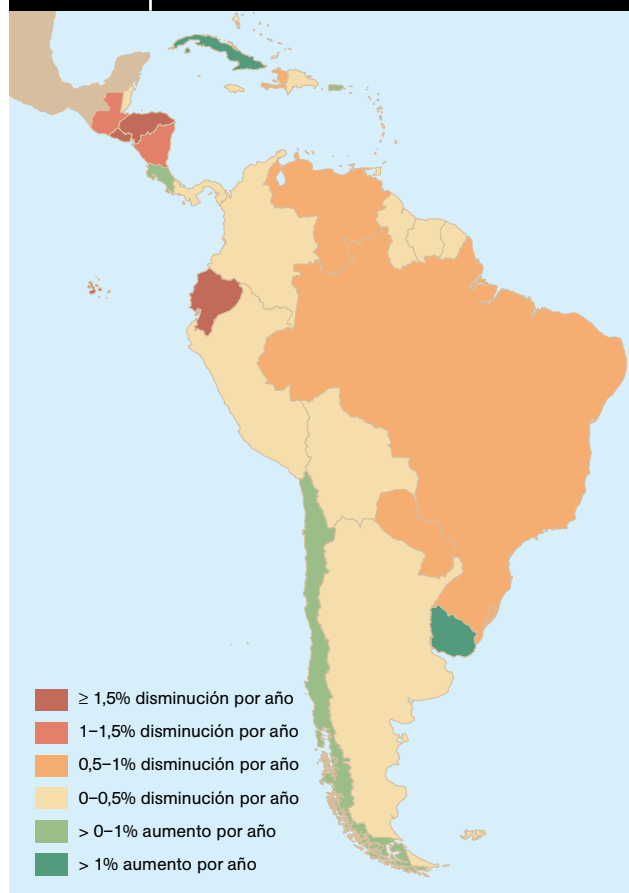 ≥ 1,5% disminución por año
1–1,5% disminución por año
0,5–1% disminución por año
0–0,5% disminución por año
> 0–1% aumento por año
> 1% aumento por año